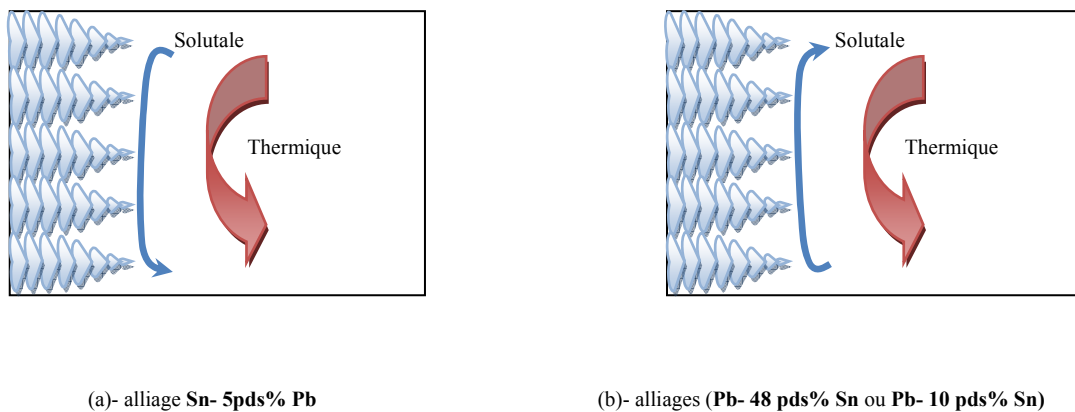 Solutale
Thermique
Solutale
Thermique
(a)- alliage Sn- 5pds% Pb
(b)- alliages (Pb- 48 pds% Sn ou Pb- 10 pds% Sn)